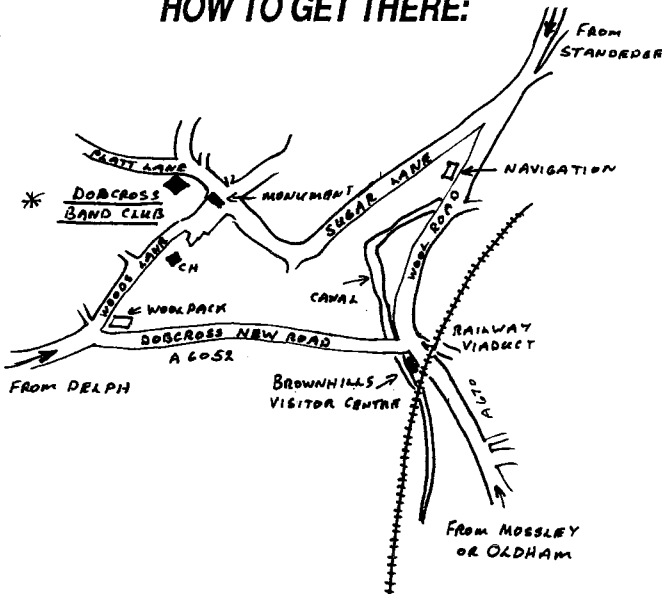 HOW TO GET THERE:
FROM
STANDEDGE
PLATT LANE
DOBCROSS
BAND CLUB
MONUMENT
SUGAR LANE
NAVIGATION
WOOL ROAD
WOODS LANE
CH
CANAL
WOOLPACK
DOBCROSS NEW ROAD
A 6052
RAILWAY
VIADUCT
FROM DELPH
BROWNHILLS
VISITOR CENTRE
A670
FROM MOSSLEY
OR OLDHAM